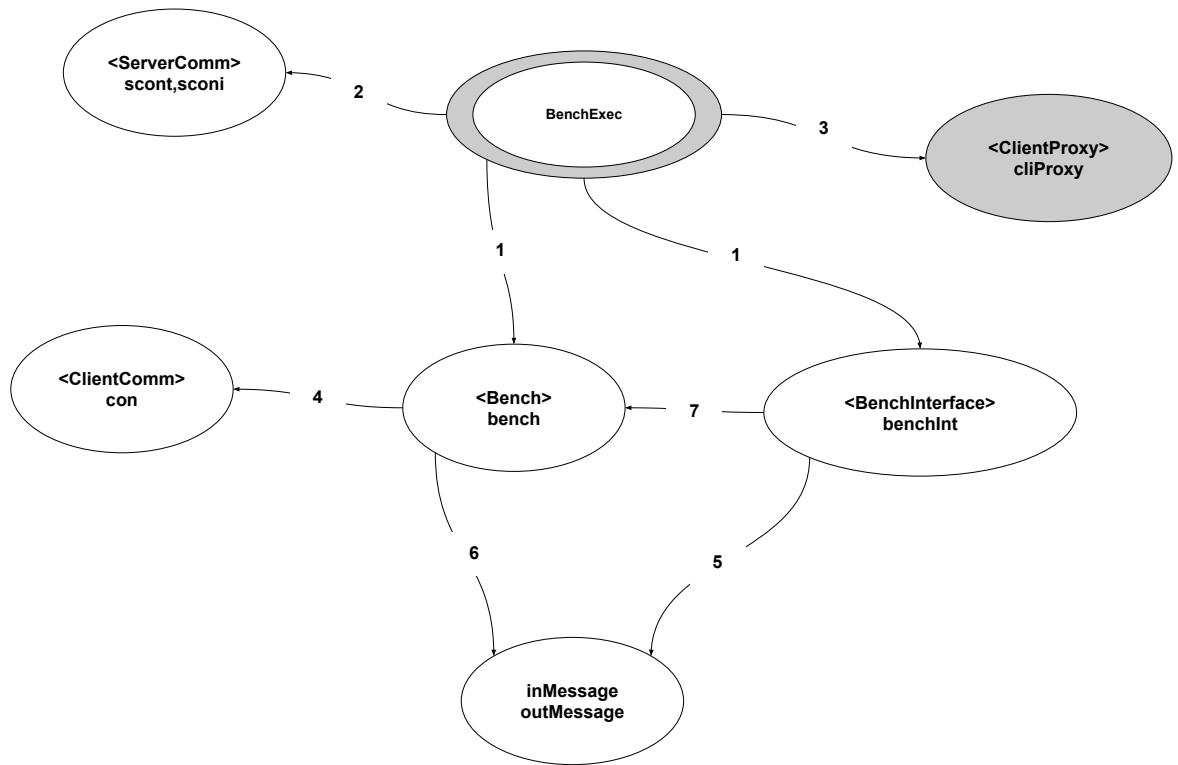 <ServerComm>
scont,sconi
2
BenchExec
3
<ClientProxy>
cliProxy
1
1
<ClientComm>
con
4
<Bench>
bench
7
<BenchInterface>
benchInt
6
5
inMessage
outMessage